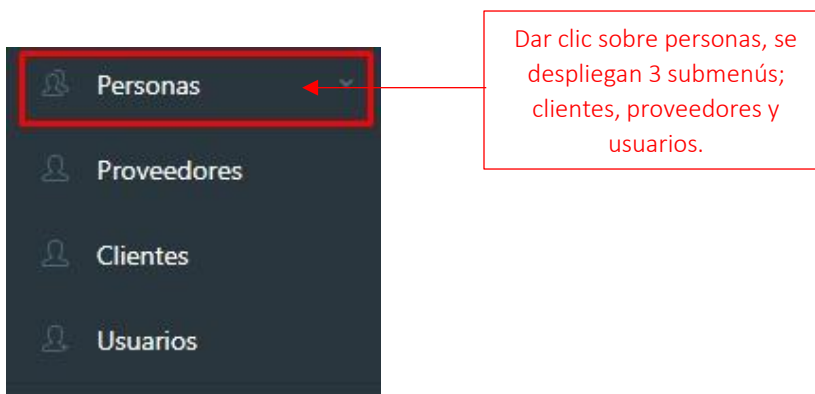 Personas
Proveedores
Clientes
Usuarios
Dar clic sobre personas, se
despliegan 3 submenús;
clientes, proveedores y
usuarios.